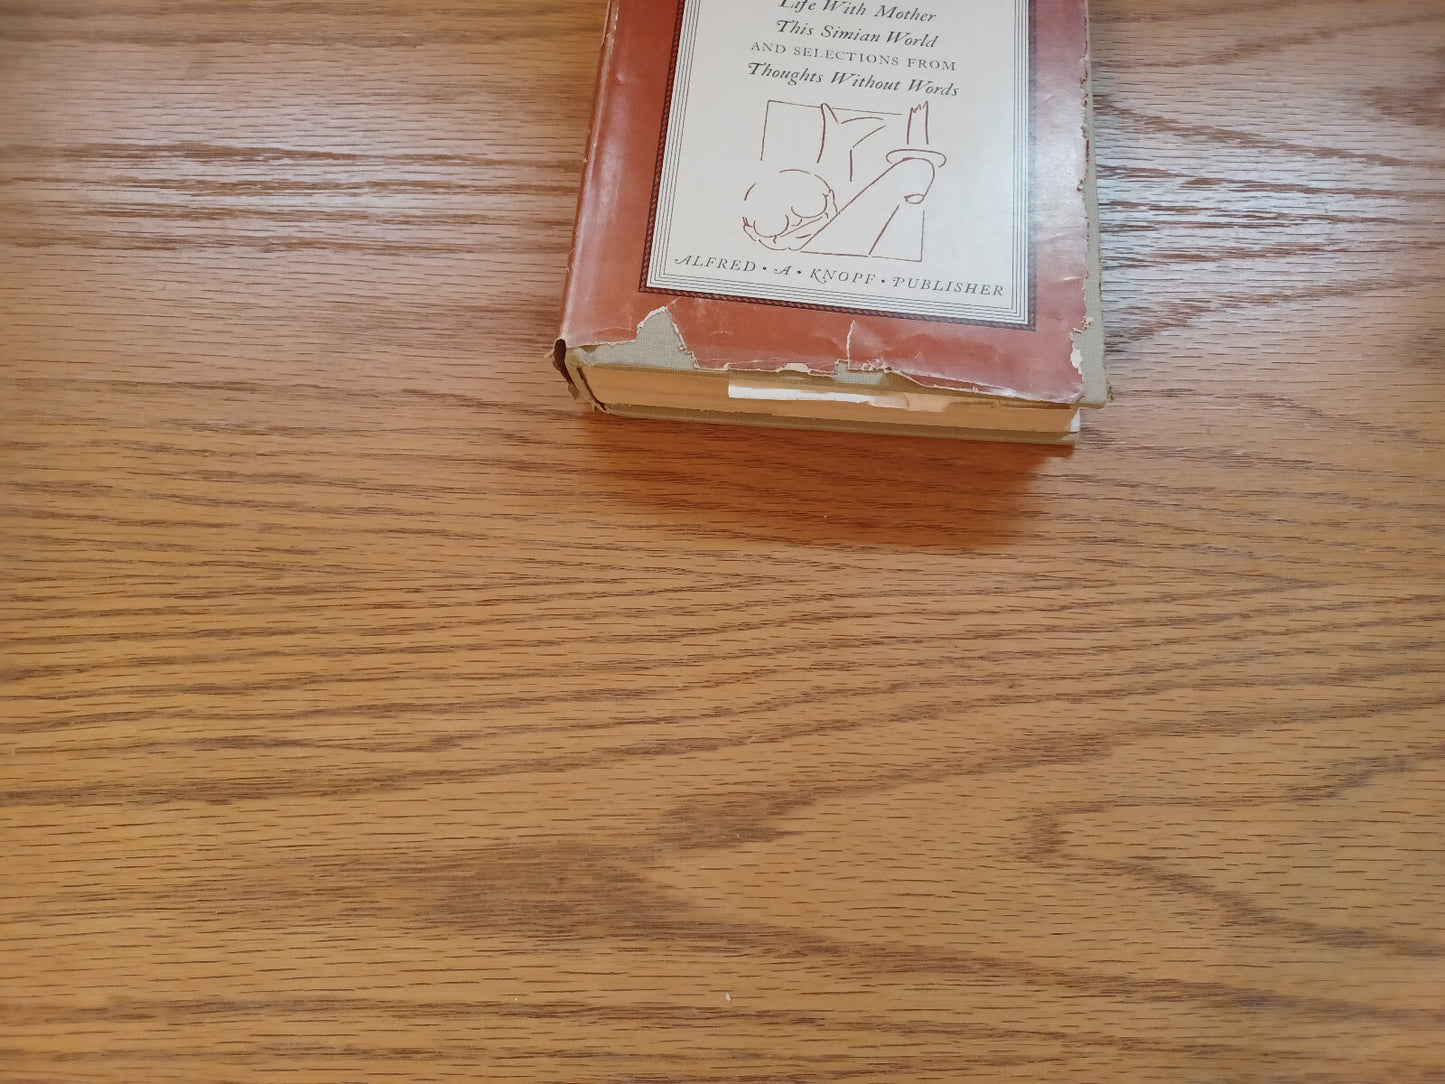 Life With Mother
This Simian World
AND SELECTIONS FROM
Thoughts Without Words
ALFRED • A • KNOPF • PUBLISHER